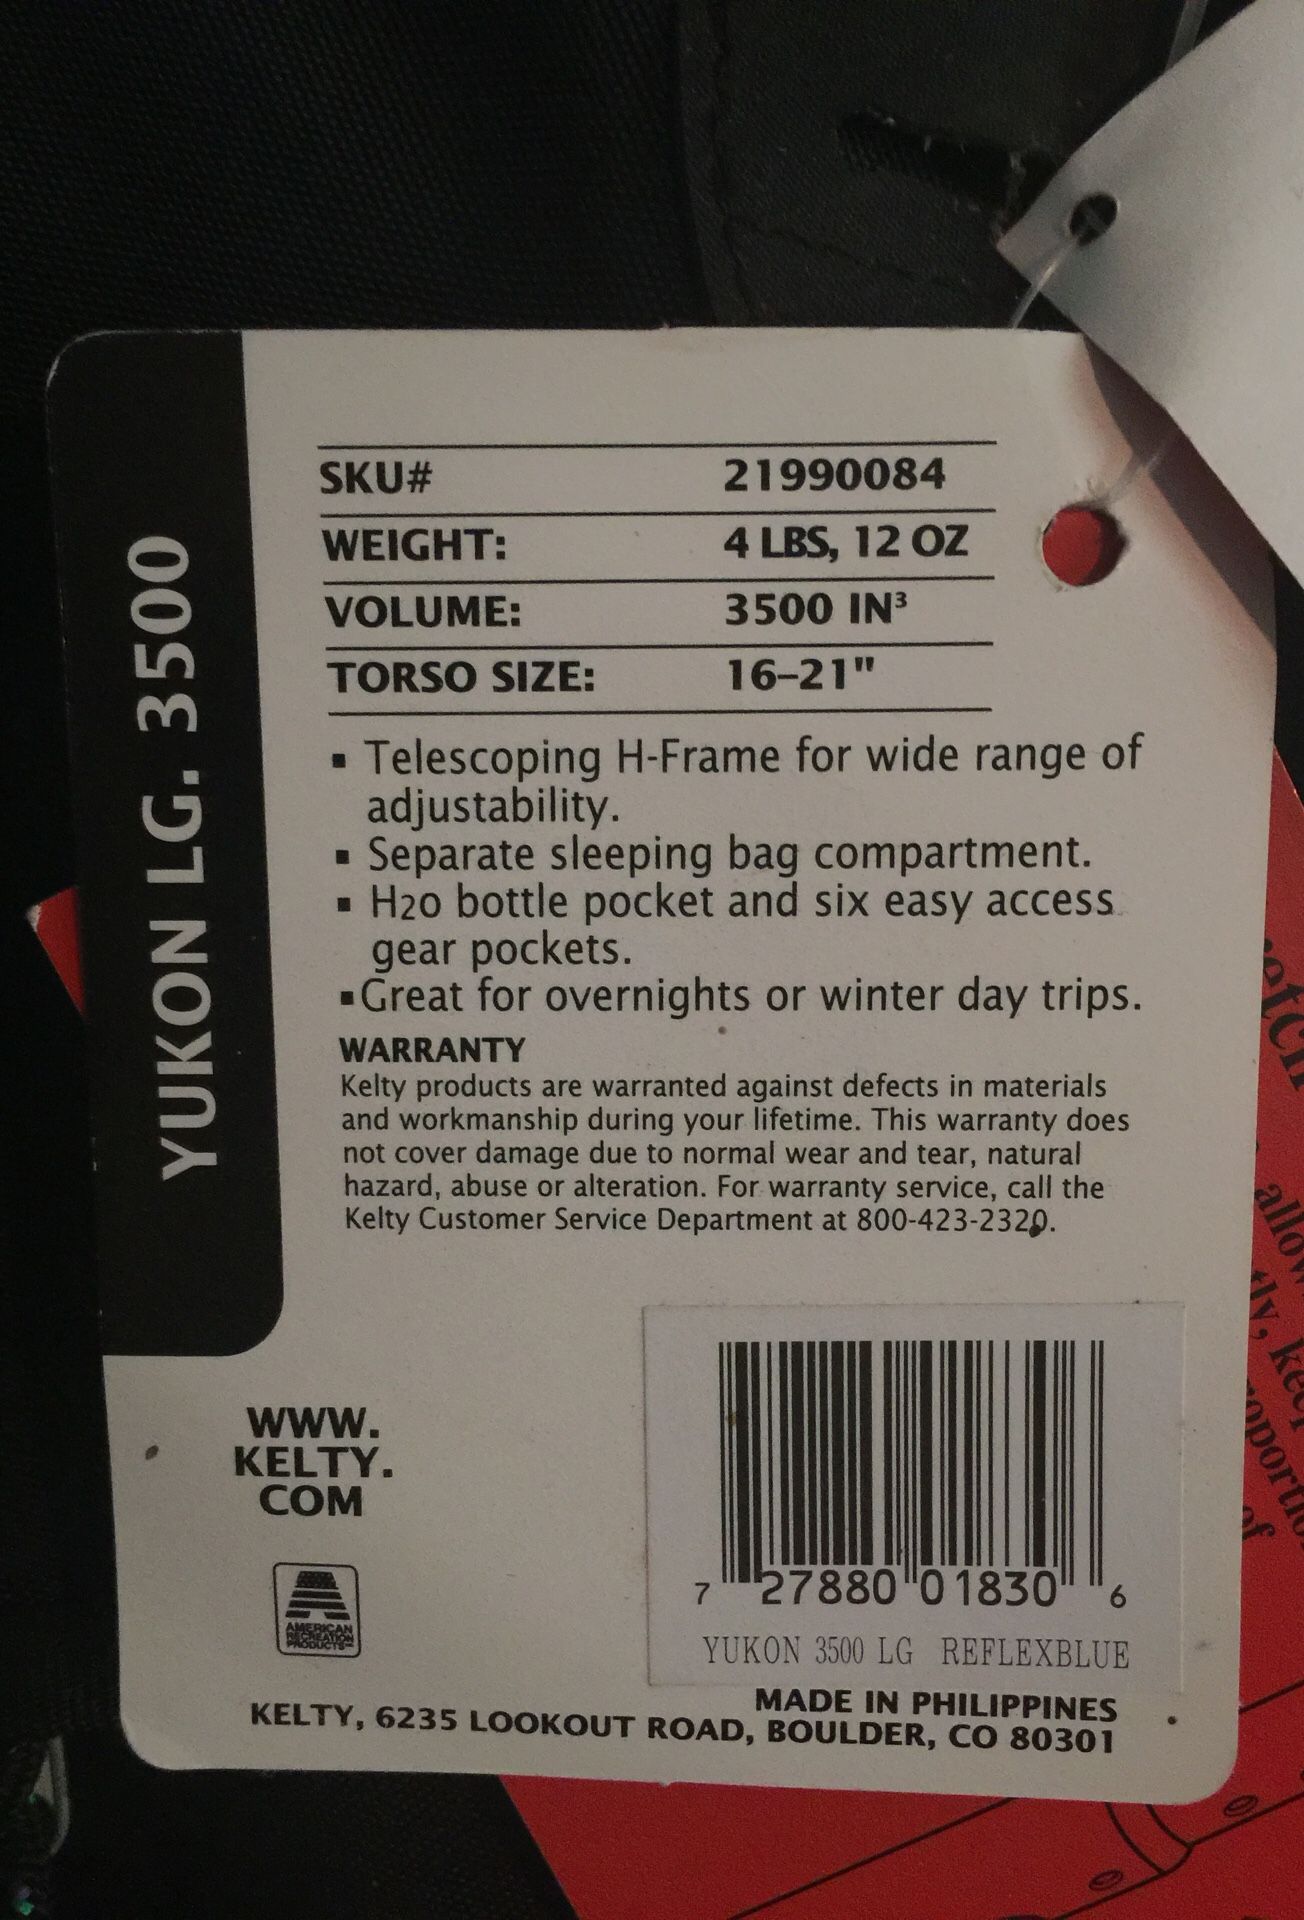 YUKON LG. 3500
SKU# 21990084
WEIGHT: 4 LBS, 12 OZ
VOLUME: 3500 IN³
TORSO SIZE: 16–21"
▪ Telescoping H-Frame for wide range of
adjustability.
▪ Separate sleeping bag compartment.
▪ H2O bottle pocket and six easy access
gear pockets.
▪Great for overnights or winter day trips.
WARRANTY
Kelty products are warranted against defects in materials
and workmanship during your lifetime. This warranty does
not cover damage due to normal wear and tear, natural
hazard, abuse or alteration. For warranty service, call the
Kelty Customer Service Department at 800-423-2320.
WWW.
KELTY.
COM
AMERICAN
RECREATION
PRODUCTS
7 27880 01830 6
YUKON 3500 LG REFLEXBLUE
MADE IN PHILIPPINES
KELTY, 6235 LOOKOUT ROAD, BOULDER, CO 80301
of